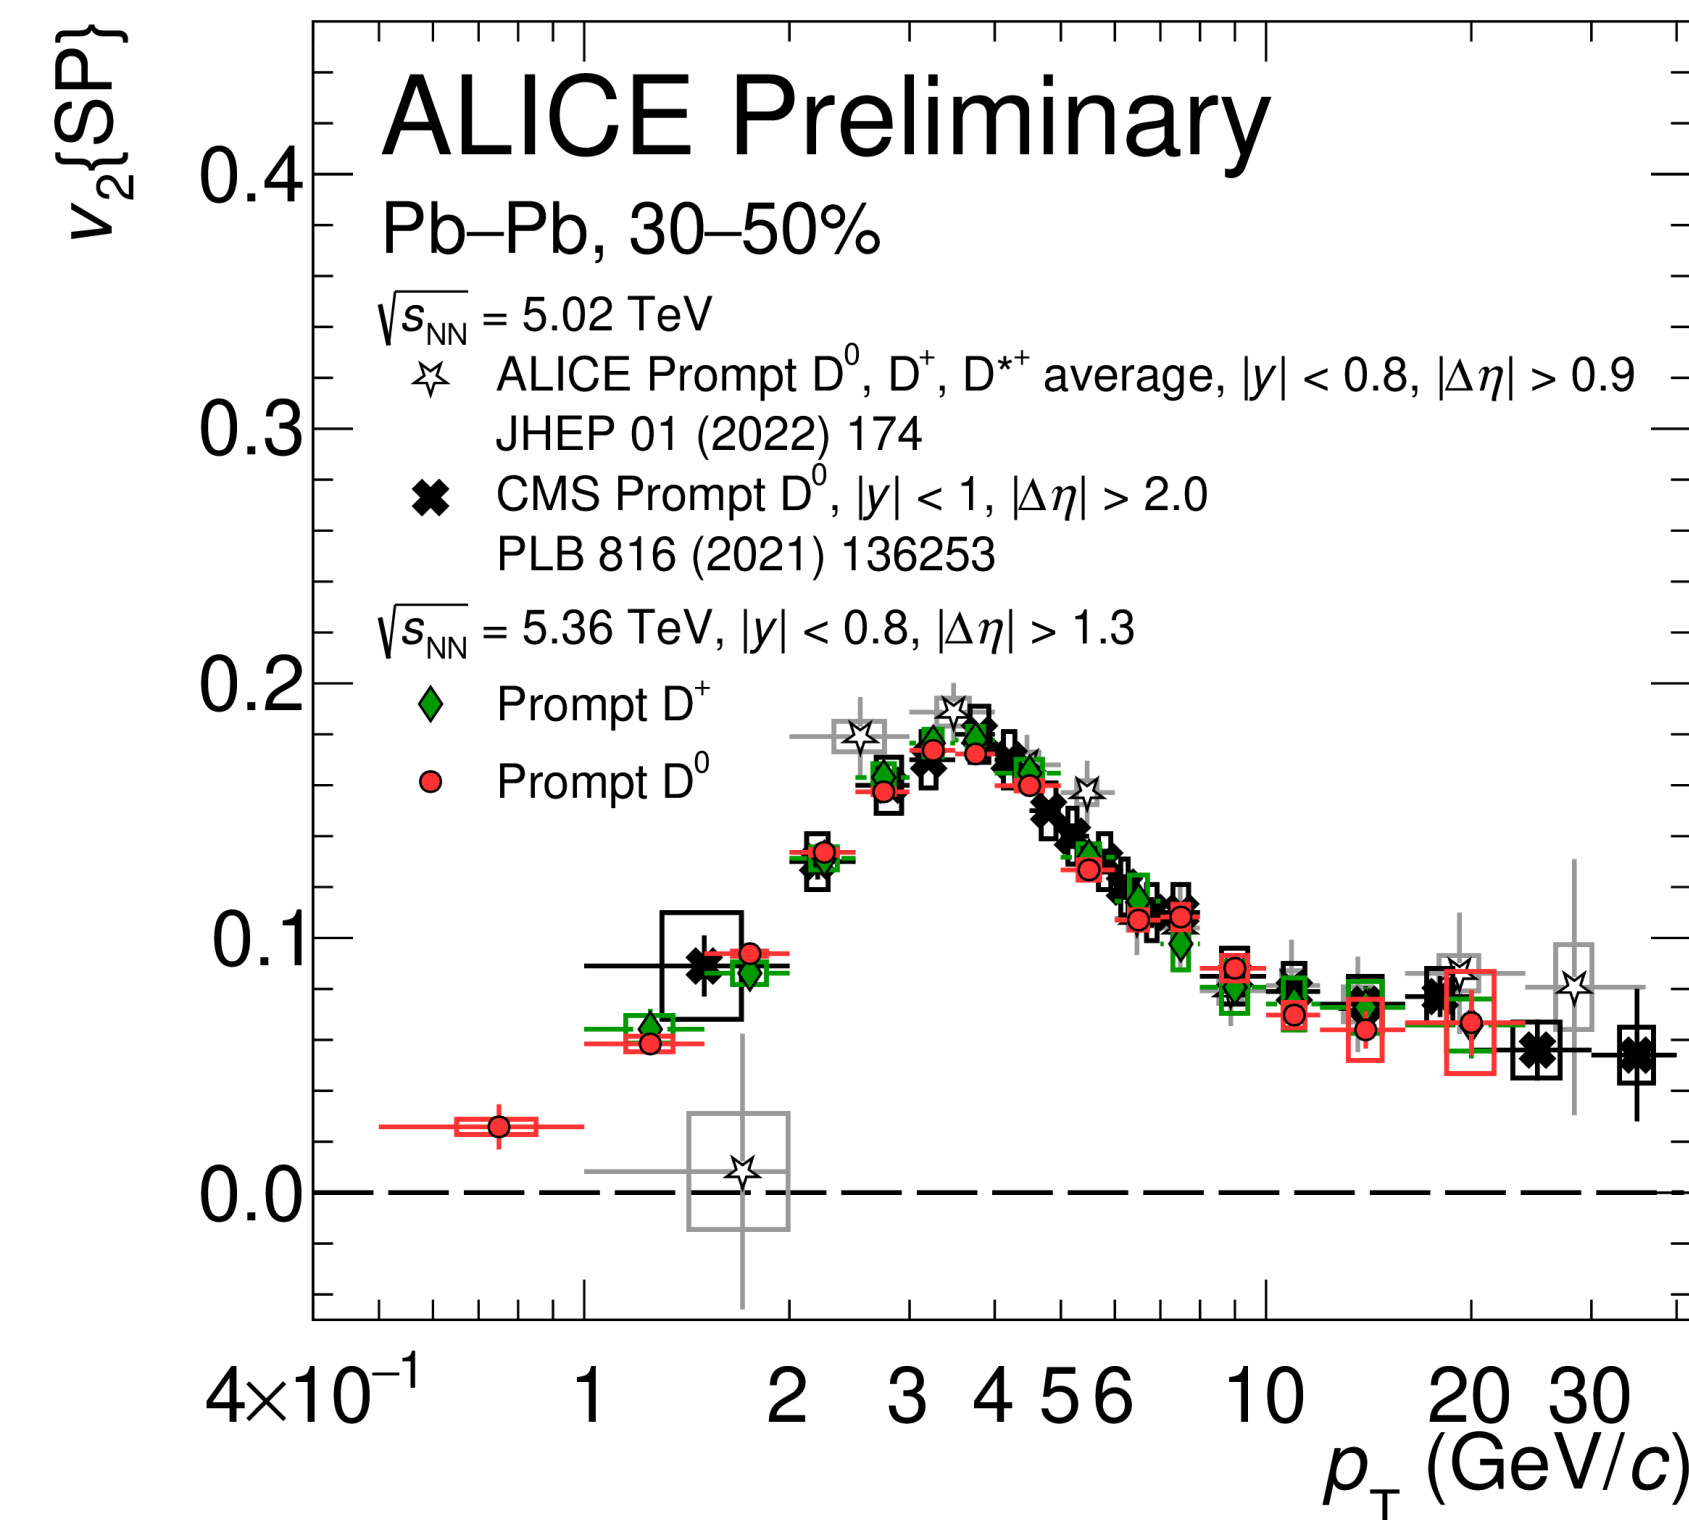 v₂{SP}
ALICE Preliminary
Pb–Pb, 30–50%
√sNN = 5.02 TeV
ALICE Prompt D⁰, D⁺, D*⁺ average, |y| < 0.8, |Δη| > 0.9
JHEP 01 (2022) 174
CMS Prompt D⁰, |y| < 1, |Δη| > 2.0
PLB 816 (2021) 136253
√sNN = 5.36 TeV, |y| < 0.8, |Δη| > 1.3
Prompt D⁺
Prompt D⁰
0.4
0.3
0.2
0.1
0.0
4×10⁻¹ 1 2 3 4 5 6 10 20 30
pT (GeV/c)